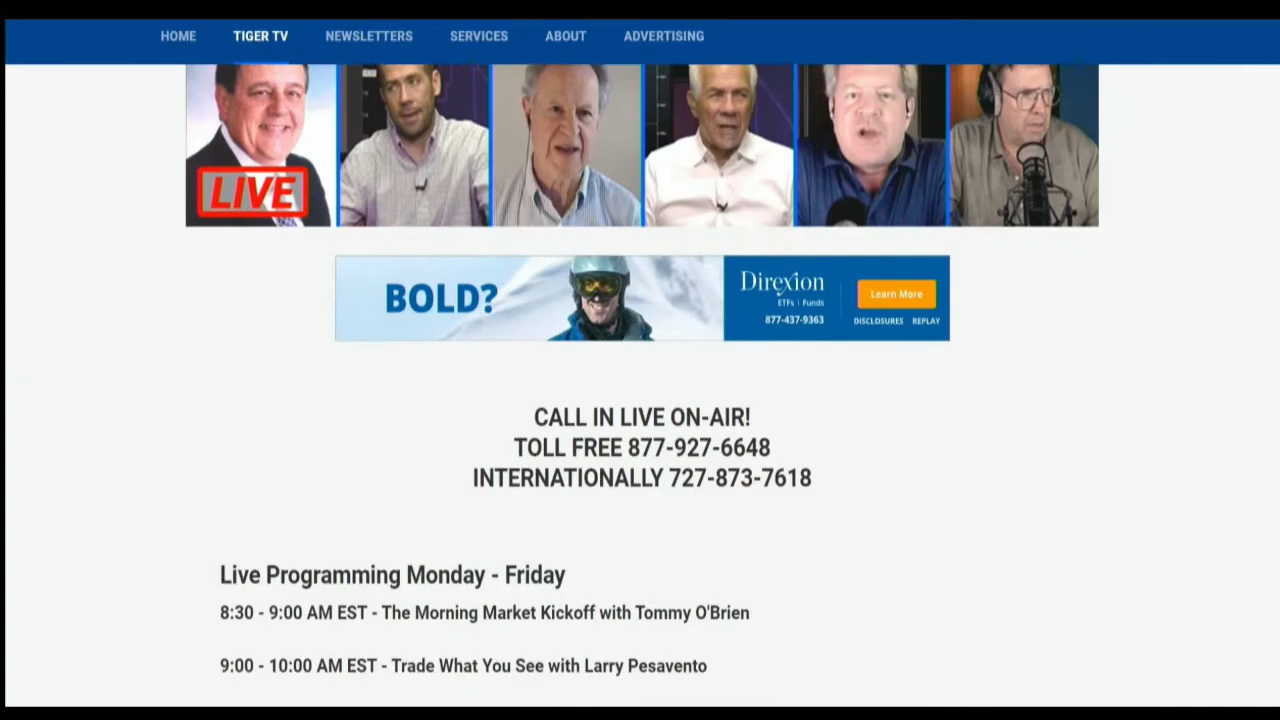 HOME TIGER TV NEWSLETTERS SERVICES ABOUT ADVERTISING
LIVE
BOLD?
Direxion
ETFs | Funds
877-437-9363
Learn More
DISCLOSURES REPLAY
CALL IN LIVE ON-AIR!
TOLL FREE 877-927-6648
INTERNATIONALLY 727-873-7618
Live Programming Monday - Friday
8:30 - 9:00 AM EST - The Morning Market Kickoff with Tommy O'Brien
9:00 - 10:00 AM EST - Trade What You See with Larry Pesavento